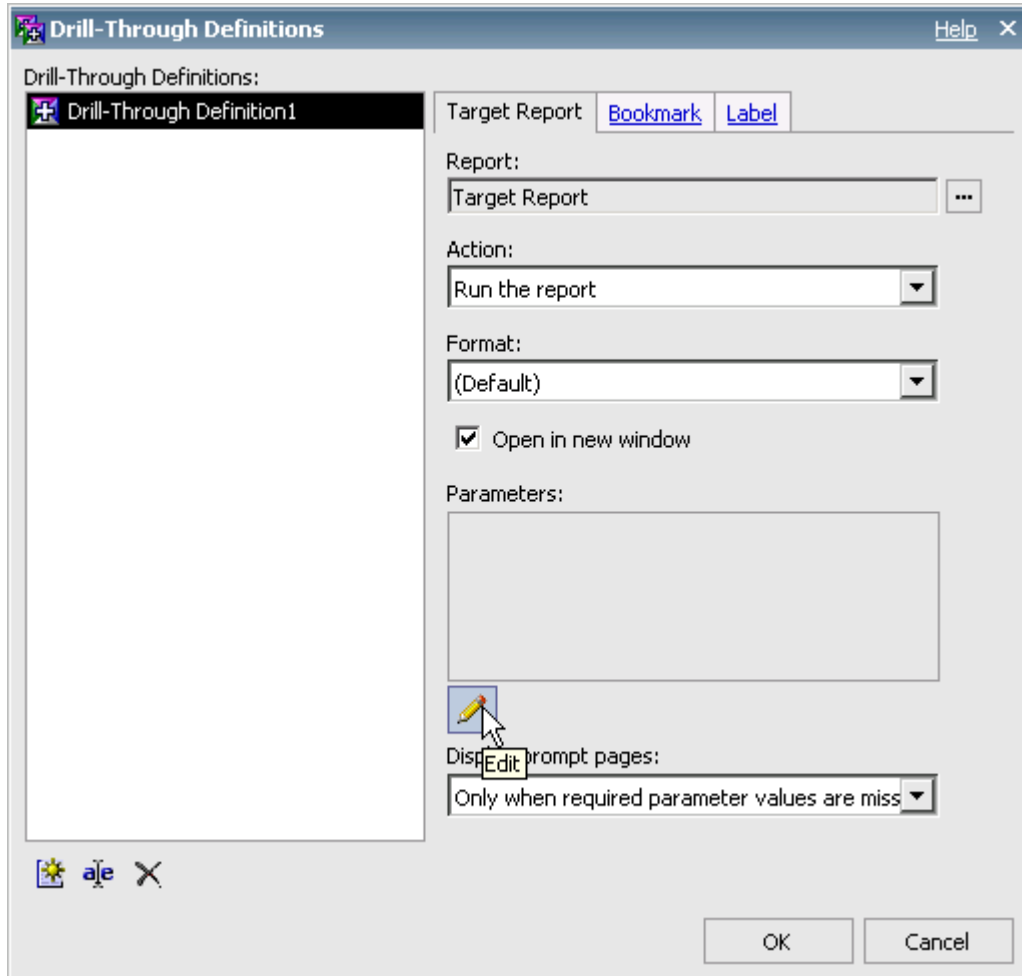 Drill-Through Definitions
Help
Drill-Through Definitions:
Drill-Through Definition1
Target Report Bookmark Label
Report:
Target Report
...
Action:
Run the report
Format:
(Default)
Open in new window
Parameters:
Edit
Disp prompt pages:
Only when required parameter values are miss
a e
OK Cancel